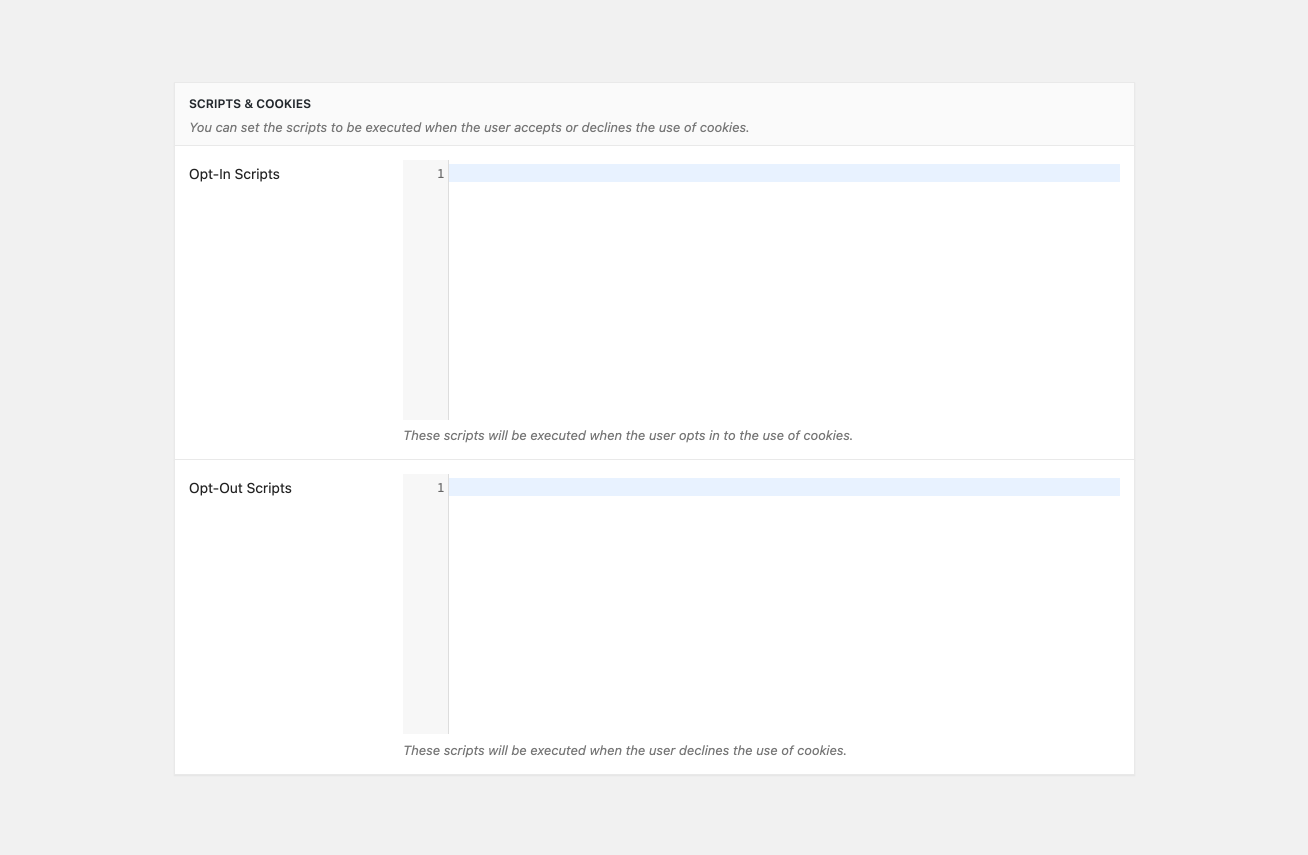 SCRIPTS & COOKIES
You can set the scripts to be executed when the user accepts or declines the use of cookies.
Opt-In Scripts
1
These scripts will be executed when the user opts in to the use of cookies.
Opt-Out Scripts
1
These scripts will be executed when the user declines the use of cookies.